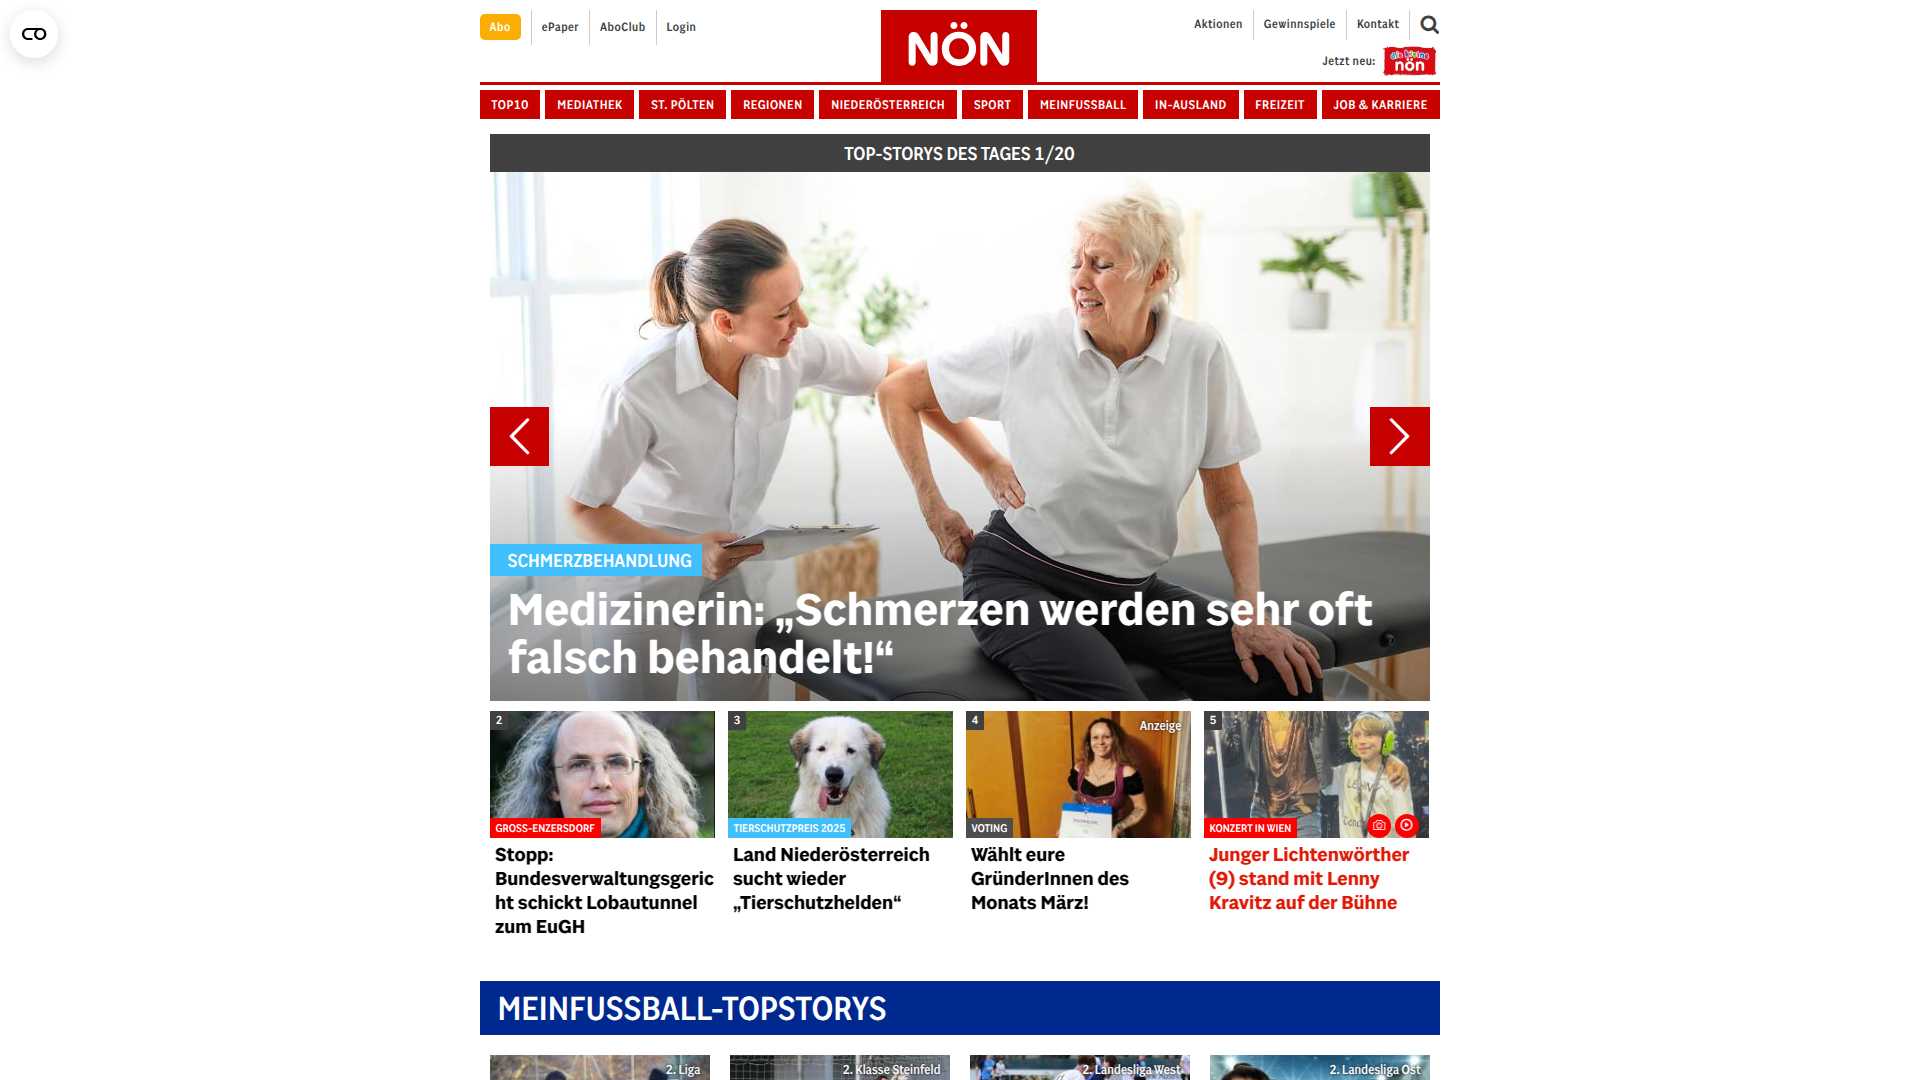 Abo
ePaper
AboClub
Login
NÖN
Aktionen
Gewinnspiele
Kontakt
Jetzt neu:
die kleine
nön
TOP10
MEDIATHEK
ST. PÖLTEN
REGIONEN
NIEDERÖSTERREICH
SPORT
MEINFUSSBALL
IN-AUSLAND
FREIZEIT
JOB & KARRIERE
TOP-STORYS DES TAGES 1/20
SCHMERZBEHANDLUNG
Medizinerin: „Schmerzen werden sehr oft
falsch behandelt!“
2
GROSS-ENZERSDORF
Stopp:
Bundesverwaltungsgeric
ht schickt Lobautunnel
zum EuGH
3
TIERSCHUTZPREIS 2025
Land Niederösterreich
sucht wieder
„Tierschutzhelden“
4
Anzeige
VOTING
Wählt eure
GründerInnen des
Monats März!
5
KONZERT IN WIEN
Junger Lichtenwörther
(9) stand mit Lenny
Kravitz auf der Bühne
MEINFUSSBALL-TOPSTORYS
2. Liga
2. Klasse Steinfeld
2. Landesliga West
2. Landesliga Ost